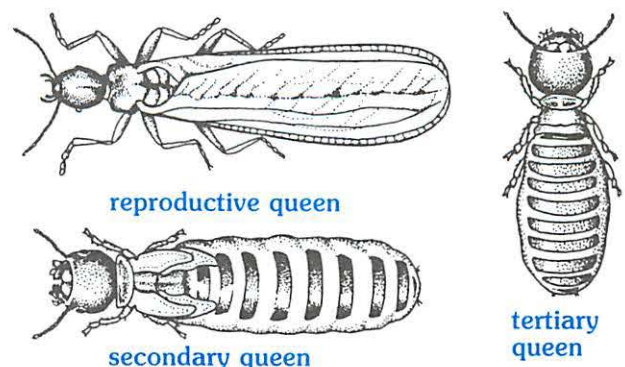 reproductive queen
secondary queen
tertiary
queen